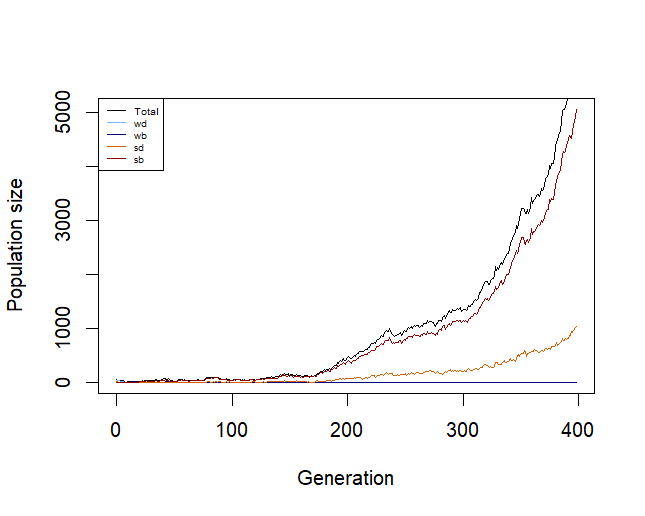 Total
wd
wb
sd
sb
Population size
5000
3000
1000
0
0 100 200 300 400
Generation